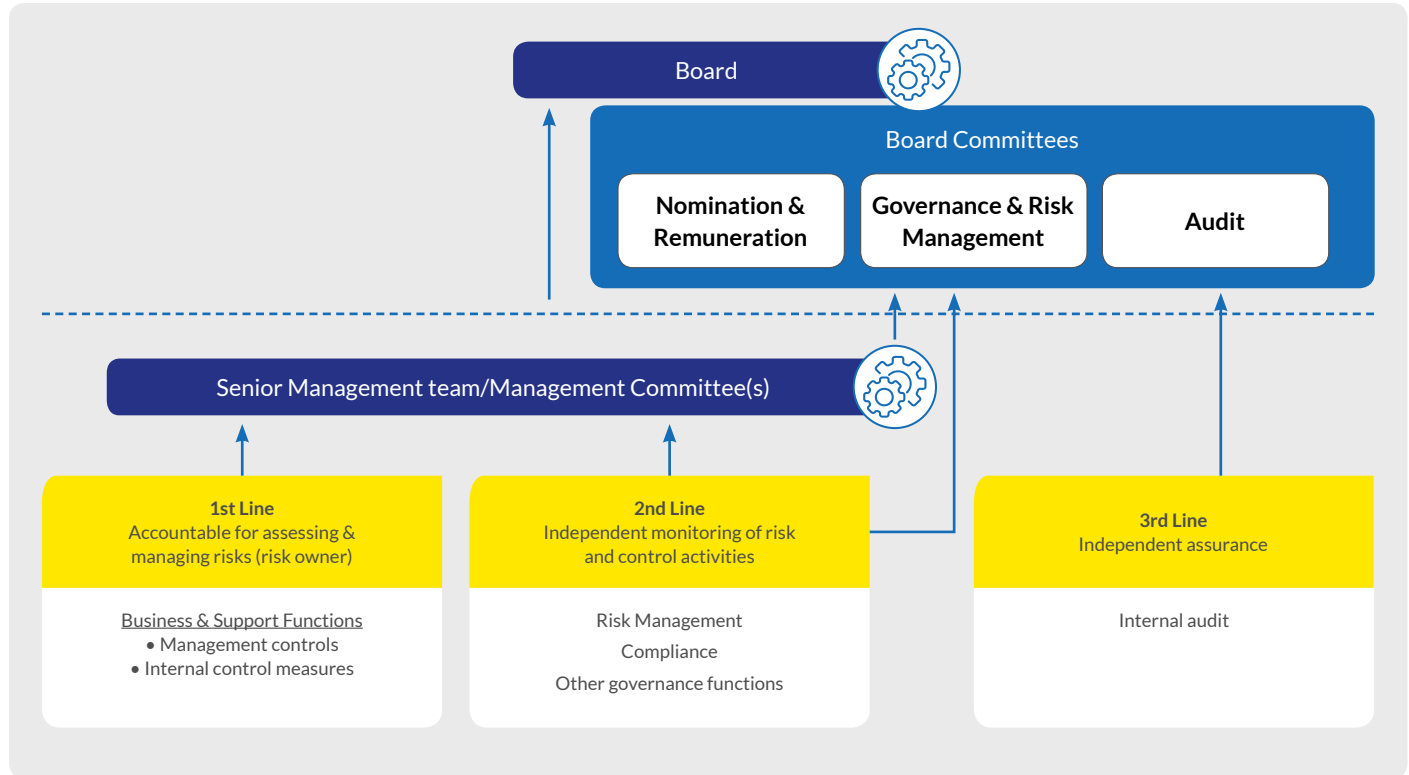 Board
Board Committees
Nomination &
Remuneration
Governance & Risk
Management
Audit
Senior Management team/Management Committee(s)
1st Line
Accountable for assessing &
managing risks (risk owner)
Business & Support Functions
• Management controls
• Internal control measures
2nd Line
Independent monitoring of risk
and control activities
Risk Management
Compliance
Other governance functions
3rd Line
Independent assurance
Internal audit